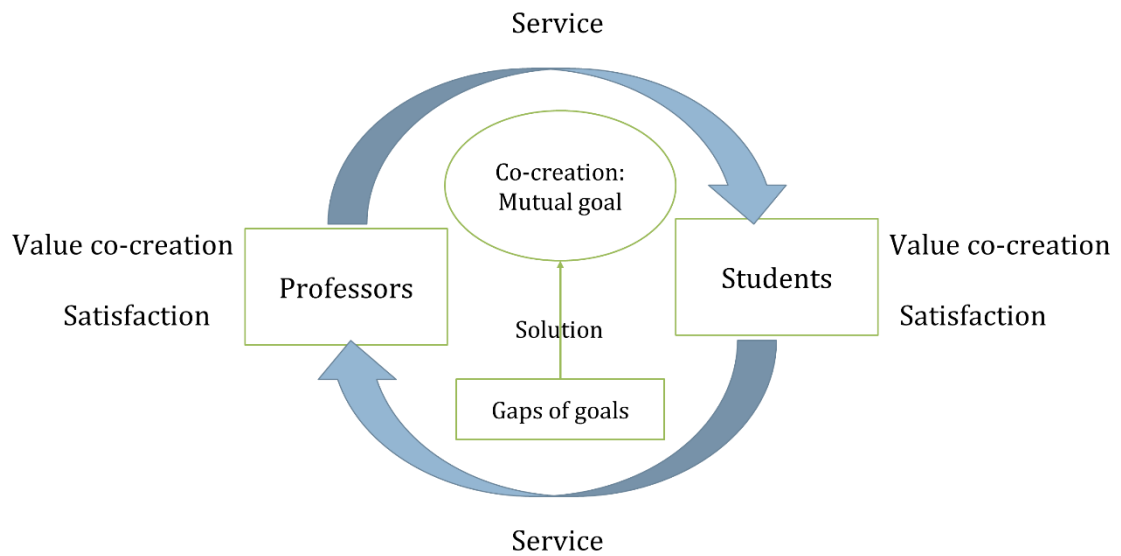 Service
Co-creation:
Mutual goal
Value co-creation
Satisfaction
Professors
Students
Value co-creation
Satisfaction
Solution
Gaps of goals
Service